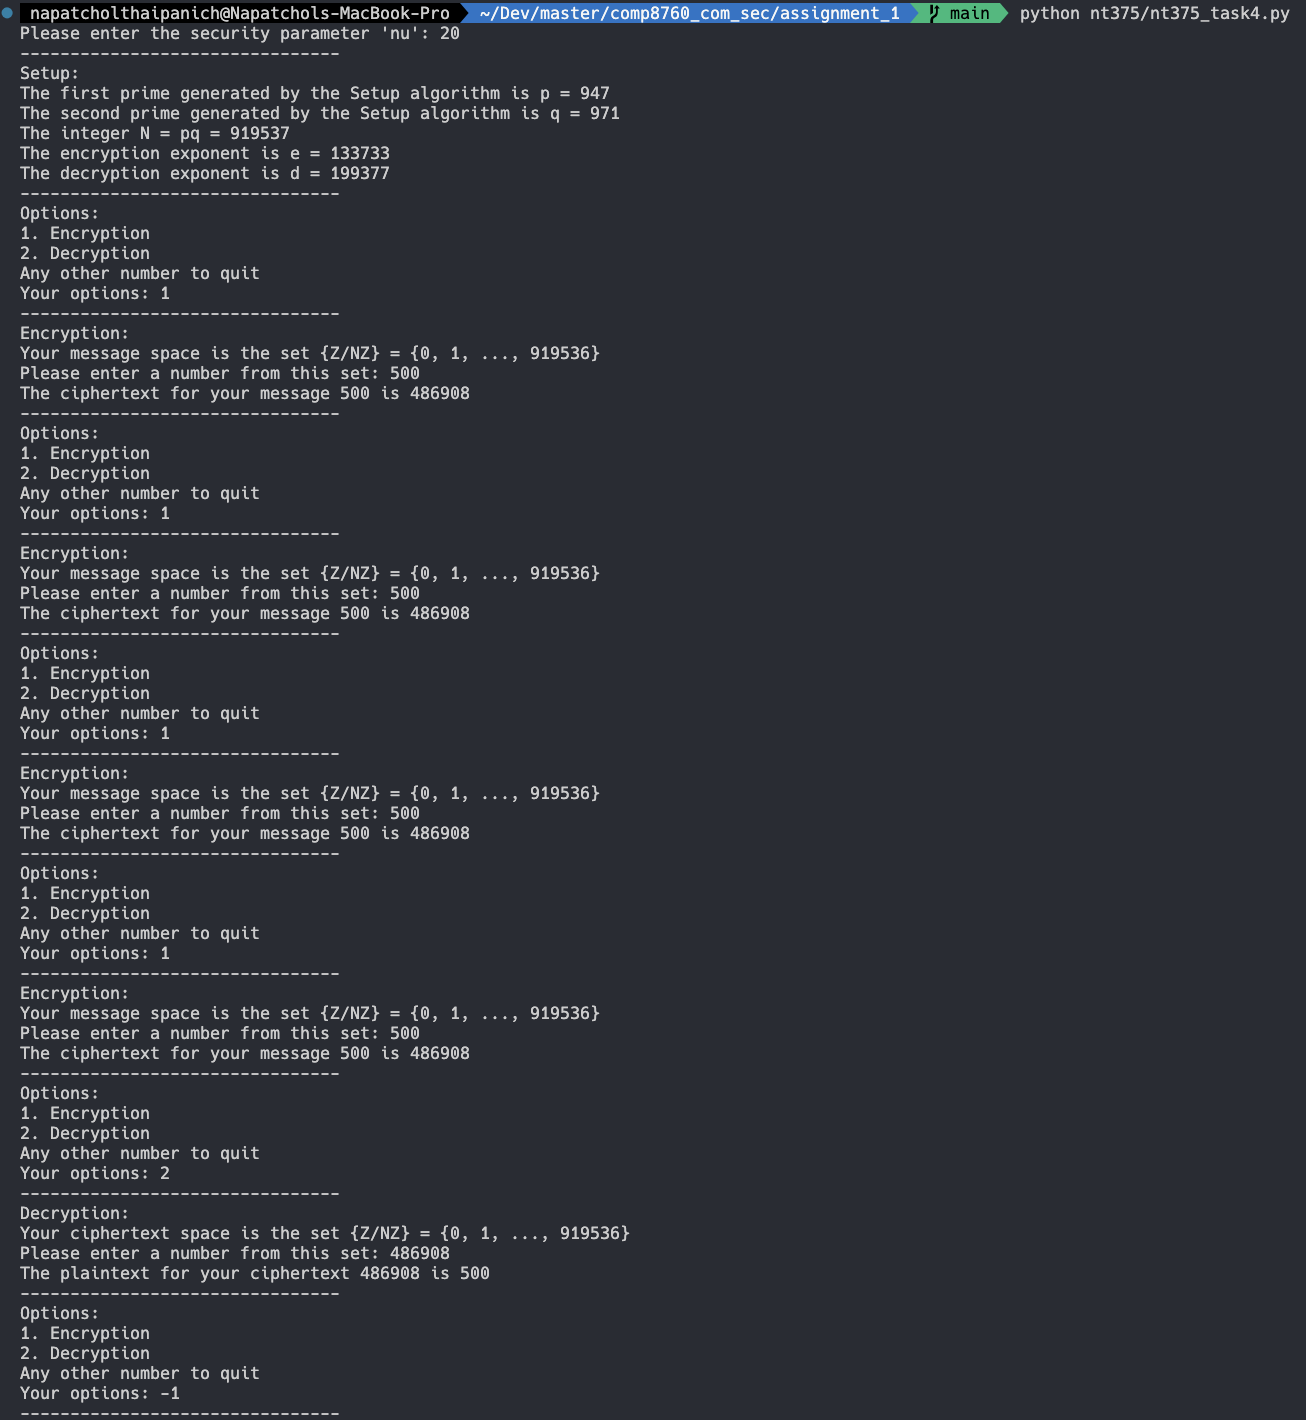 napatcholthaipanich@Napatchols-MacBook-Pro ~/Dev/master/comp8760_com_sec/assignment_1 main python nt375/nt375_task4.py
Please enter the security parameter 'nu': 20
--------------------------------
Setup:
The first prime generated by the Setup algorithm is p = 947
The second prime generated by the Setup algorithm is q = 971
The integer N = pq = 919537
The encryption exponent is e = 133733
The decryption exponent is d = 199377
--------------------------------
Options:
1. Encryption
2. Decryption
Any other number to quit
Your options: 1
--------------------------------
Encryption:
Your message space is the set {Z/NZ} = {0, 1, ..., 919536}
Please enter a number from this set: 500
The ciphertext for your message 500 is 486908
--------------------------------
Options:
1. Encryption
2. Decryption
Any other number to quit
Your options: 1
--------------------------------
Encryption:
Your message space is the set {Z/NZ} = {0, 1, ..., 919536}
Please enter a number from this set: 500
The ciphertext for your message 500 is 486908
--------------------------------
Options:
1. Encryption
2. Decryption
Any other number to quit
Your options: 1
--------------------------------
Encryption:
Your message space is the set {Z/NZ} = {0, 1, ..., 919536}
Please enter a number from this set: 500
The ciphertext for your message 500 is 486908
--------------------------------
Options:
1. Encryption
2. Decryption
Any other number to quit
Your options: 1
--------------------------------
Encryption:
Your message space is the set {Z/NZ} = {0, 1, ..., 919536}
Please enter a number from this set: 500
The ciphertext for your message 500 is 486908
--------------------------------
Options:
1. Encryption
2. Decryption
Any other number to quit
Your options: 2
--------------------------------
Decryption:
Your ciphertext space is the set {Z/NZ} = {0, 1, ..., 919536}
Please enter a number from this set: 486908
The plaintext for your ciphertext 486908 is 500
--------------------------------
Options:
1. Encryption
2. Decryption
Any other number to quit
Your options: -1
--------------------------------